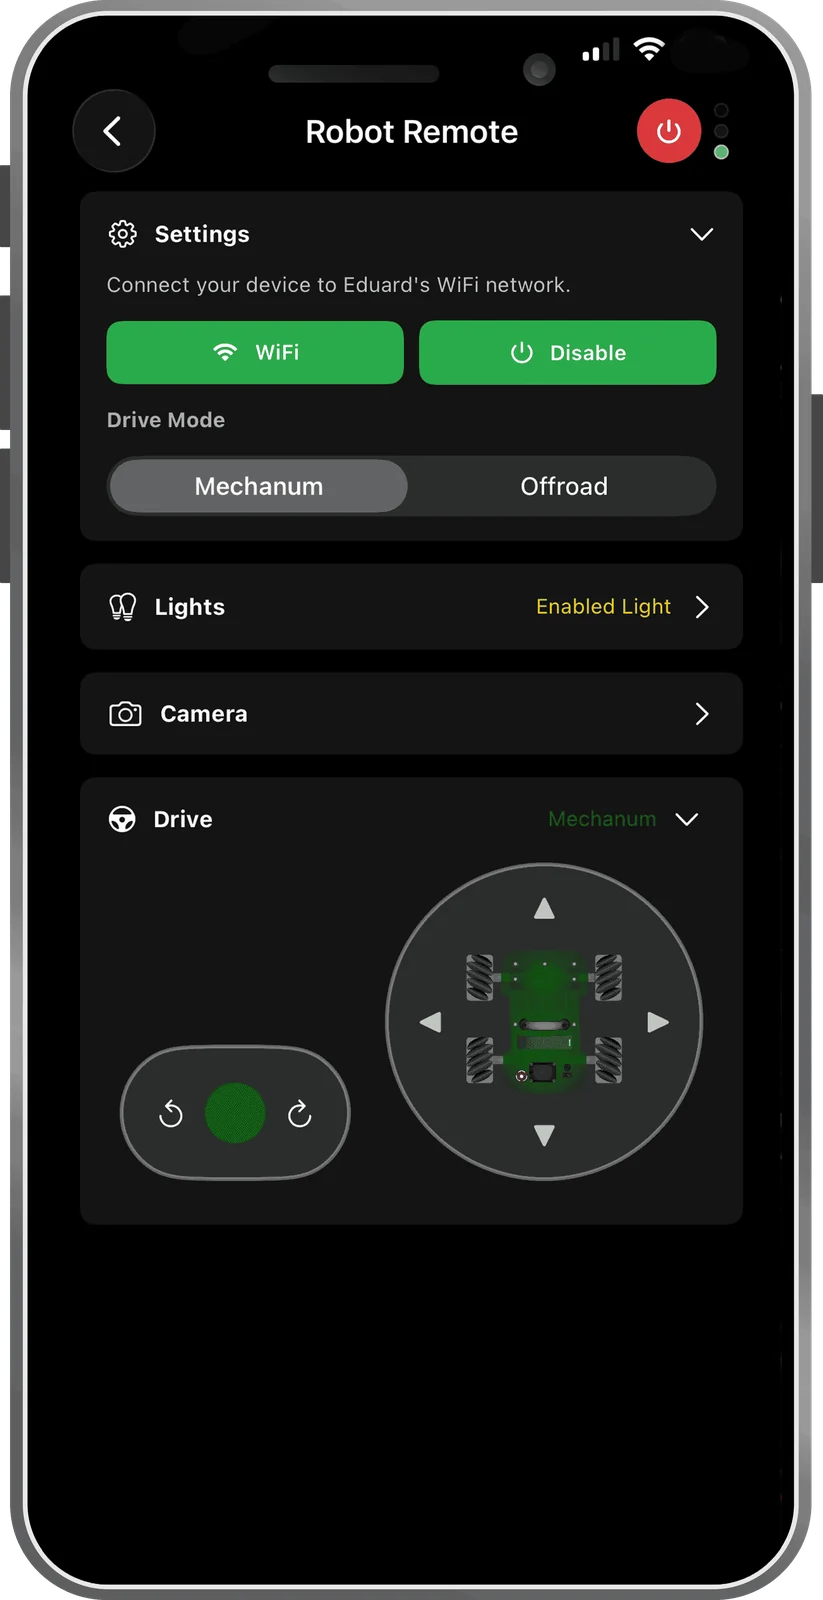 Robot Remote
Settings
Connect your device to Eduard's WiFi network.
WiFi
Disable
Drive Mode
Mechanum
Offroad
Lights
Enabled Light
Camera
Drive
Mechanum